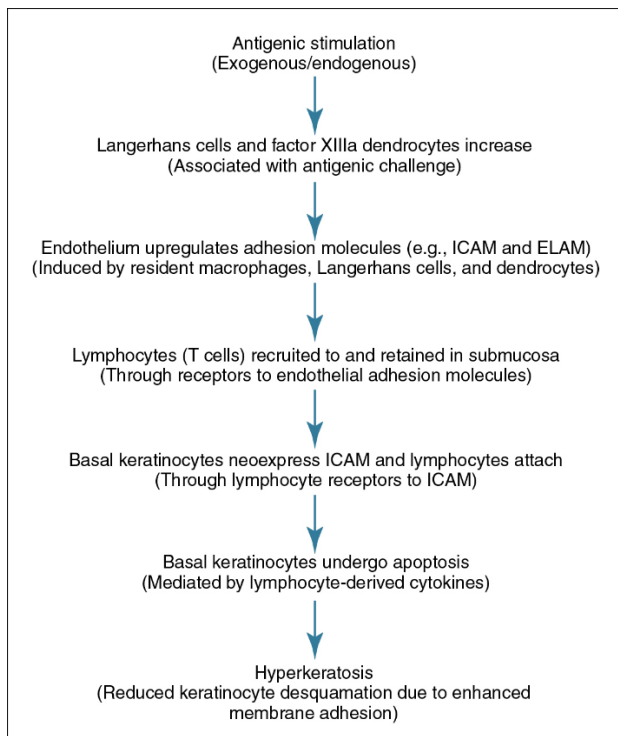 Antigenic stimulation
(Exogenous/endogenous)
Langerhans cells and factor XIIIa dendrocytes increase
(Associated with antigenic challenge)
Endothelium upregulates adhesion molecules (e.g., ICAM and ELAM)
(Induced by resident macrophages, Langerhans cells, and dendrocytes)
Lymphocytes (T cells) recruited to and retained in submucosa
(Through receptors to endothelial adhesion molecules)
Basal keratinocytes neoexpress ICAM and lymphocytes attach
(Through lymphocyte receptors to ICAM)
Basal keratinocytes undergo apoptosis
(Mediated by lymphocyte-derived cytokines)
Hyperkeratosis
(Reduced keratinocyte desquamation due to enhanced
membrane adhesion)